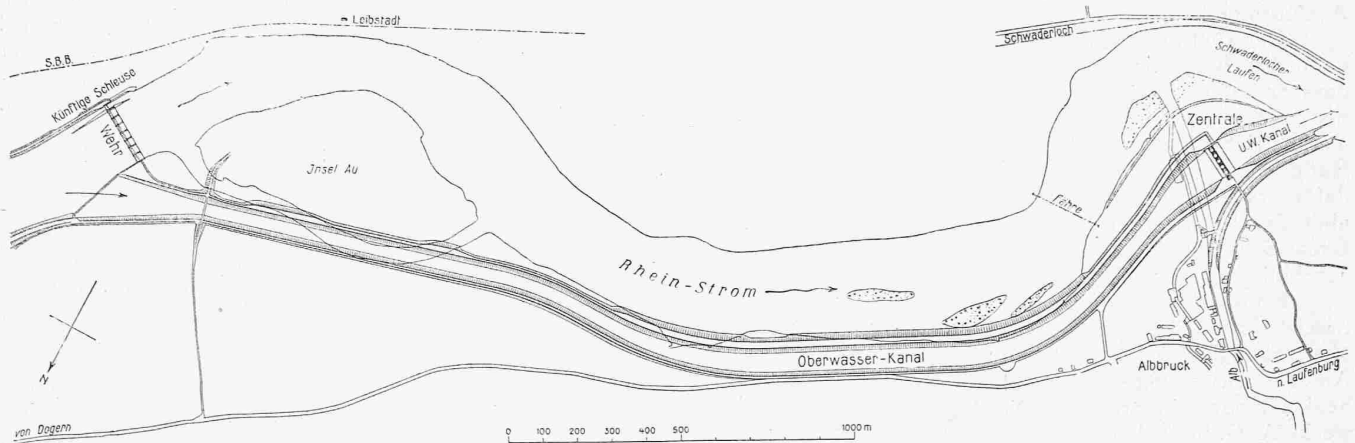 Leibstadt
Schwaderloch
S.B.B.
Schwaderlocher
Laufen
Künftige Schleuse
Wehr
Zentrale
U.W. Kanal
Jnsel Au
Fähre
Rhein-Strom
N
Oberwasser-Kanal
Albbruck
Alb
n. Laufenburg
von Dogern
0 100 200 300 400 500 1000 m